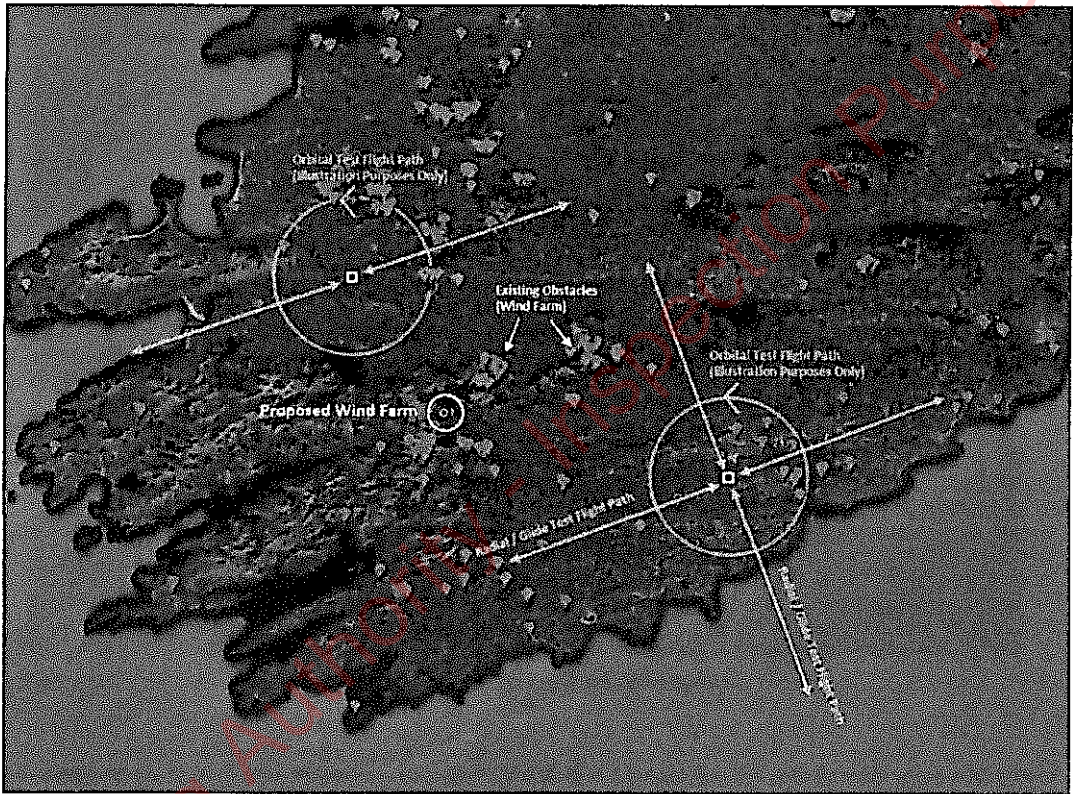 Orbital Test Flight Path
(Illustration Purposes Only)
Existing Obstacles
(Wind Farm)
Orbital Test Flight Path
(Illustration Purposes Only)
Proposed Wind Farm
Radial / Glide Test Flight Path
Radial / Glide Test Flight Path
Authority - Inspection Purp